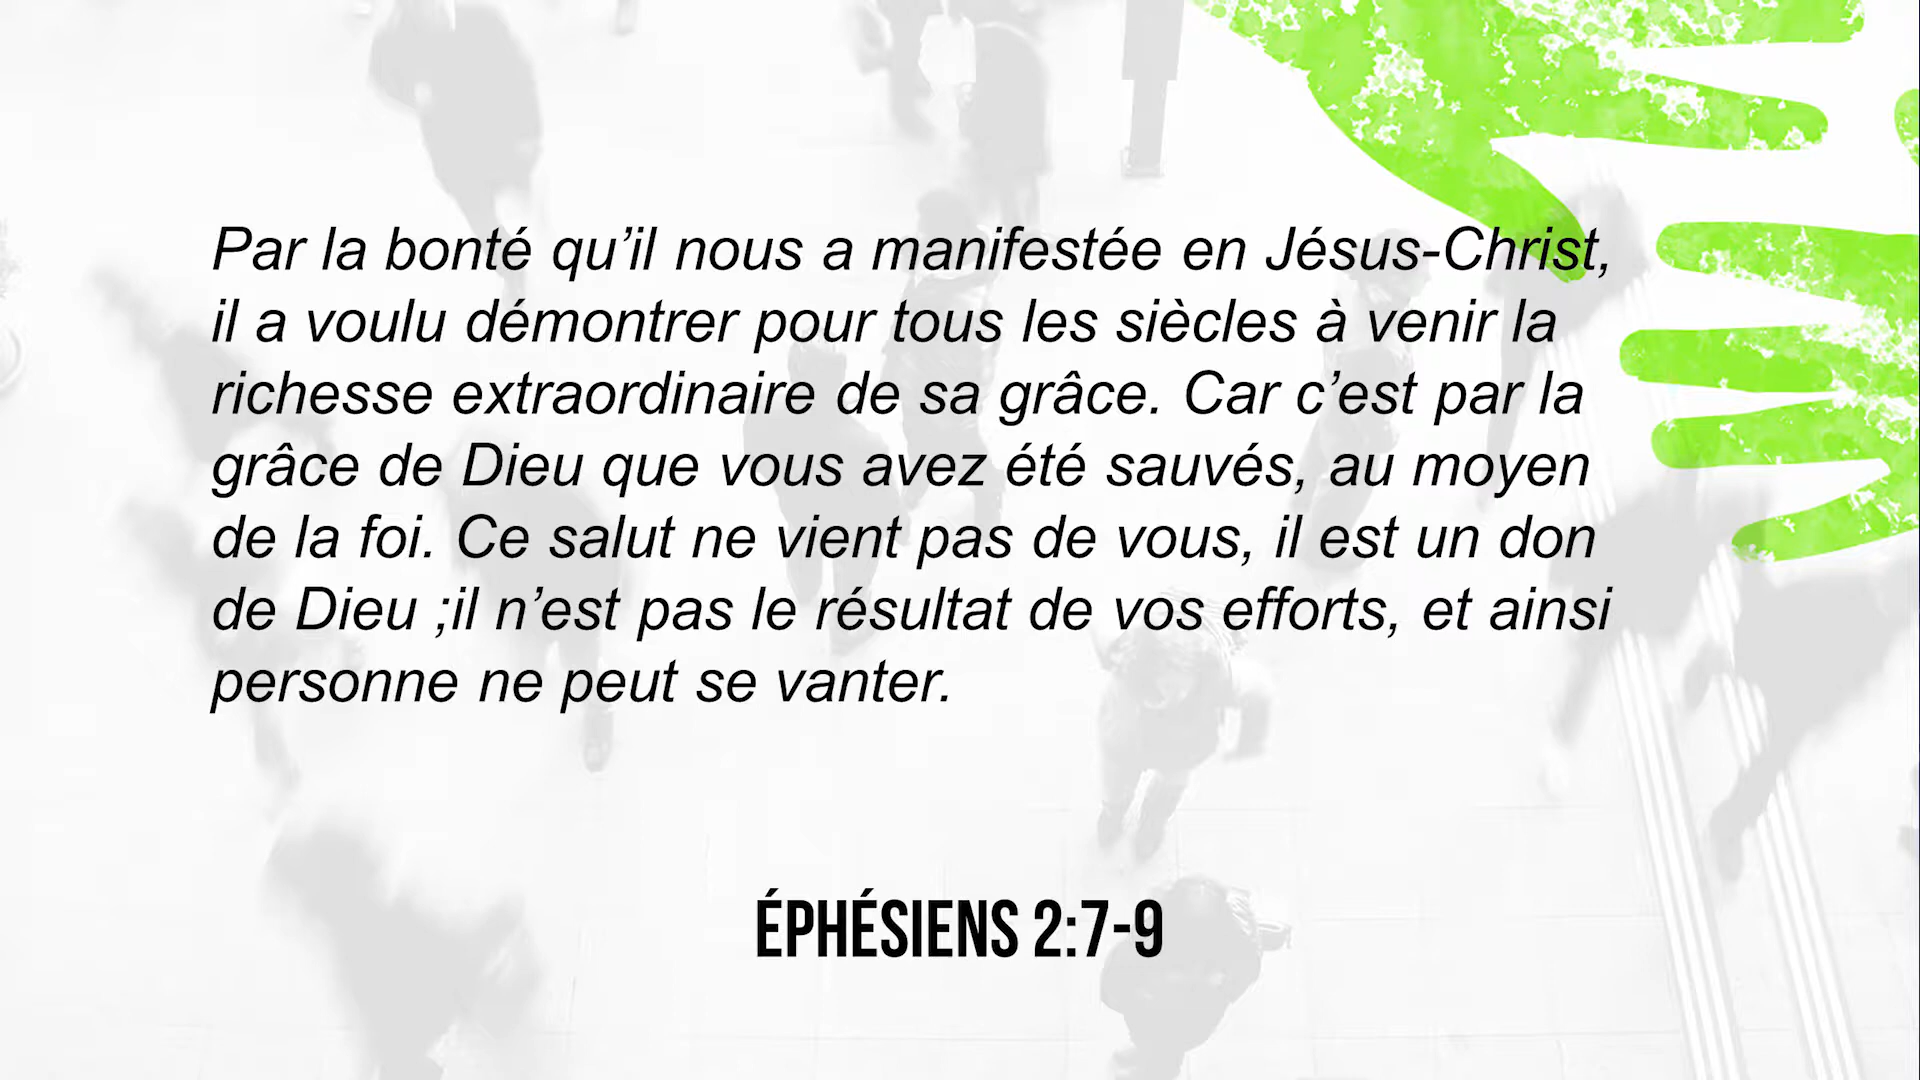 Par la bonté qu’il nous a manifestée en Jésus-Christ,
il a voulu démontrer pour tous les siècles à venir la
richesse extraordinaire de sa grâce. Car c’est par la
grâce de Dieu que vous avez été sauvés, au moyen
de la foi. Ce salut ne vient pas de vous, il est un don
de Dieu ;il n’est pas le résultat de vos efforts, et ainsi
personne ne peut se vanter.
ÉPHÉSIENS 2:7-9